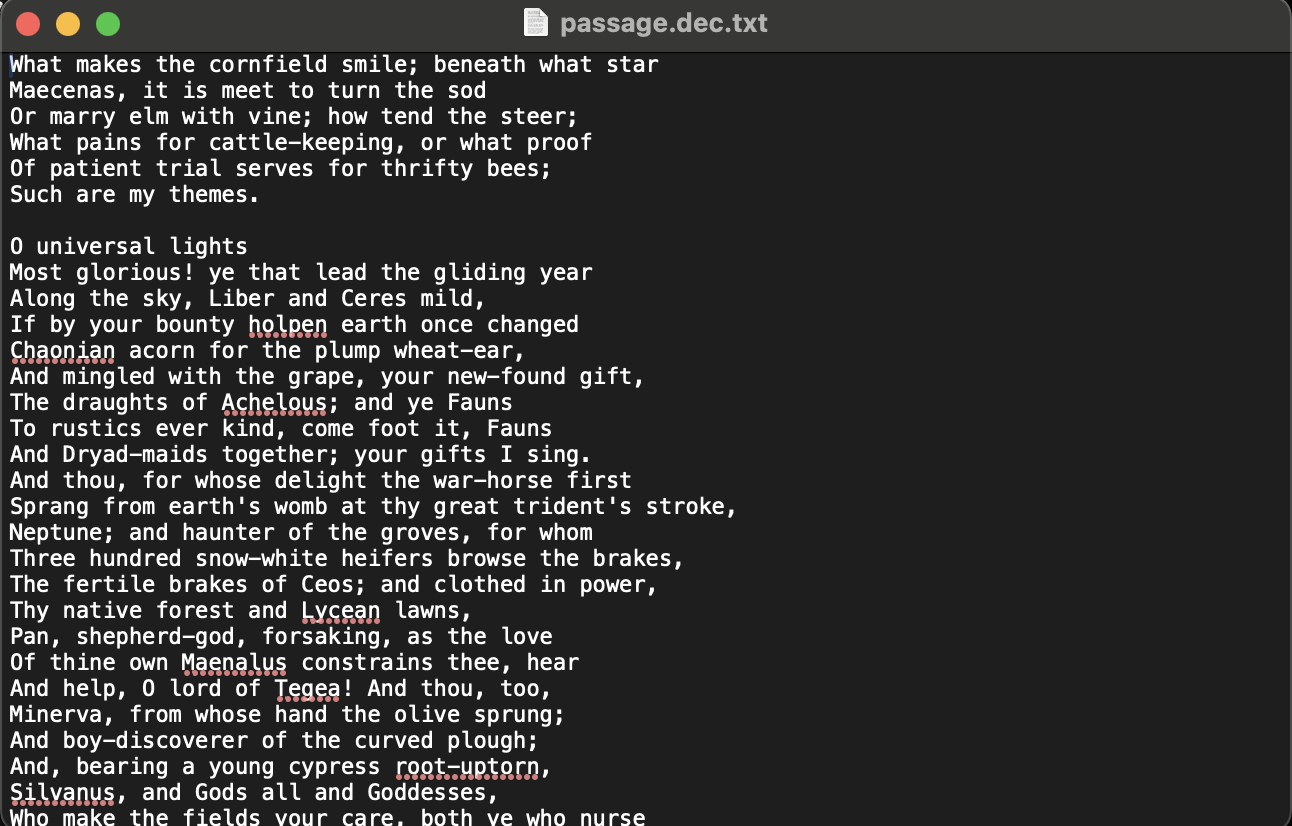 passage.dec.txt
What makes the cornfield smile; beneath what star
Maecenas, it is meet to turn the sod
Or marry elm with vine; how tend the steer;
What pains for cattle-keeping, or what proof
Of patient trial serves for thrifty bees;
Such are my themes.

O universal lights
Most glorious! ye that lead the gliding year
Along the sky, Liber and Ceres mild,
If by your bounty holpen earth once changed
Chaonian acorn for the plump wheat-ear,
And mingled with the grape, your new-found gift,
The draughts of Achelous; and ye Fauns
To rustics ever kind, come foot it, Fauns
And Dryad-maids together; your gifts I sing.
And thou, for whose delight the war-horse first
Sprang from earth's womb at thy great trident's stroke,
Neptune; and haunter of the groves, for whom
Three hundred snow-white heifers browse the brakes,
The fertile brakes of Ceos; and clothed in power,
Thy native forest and Lycean lawns,
Pan, shepherd-god, forsaking, as the love
Of thine own Maenalus constrains thee, hear
And help, O lord of Tegea! And thou, too,
Minerva, from whose hand the olive sprung;
And boy-discoverer of the curved plough;
And, bearing a young cypress root-uptorn,
Silvanus, and Gods all and Goddesses,
Who make the fields your care, both ye who nurse